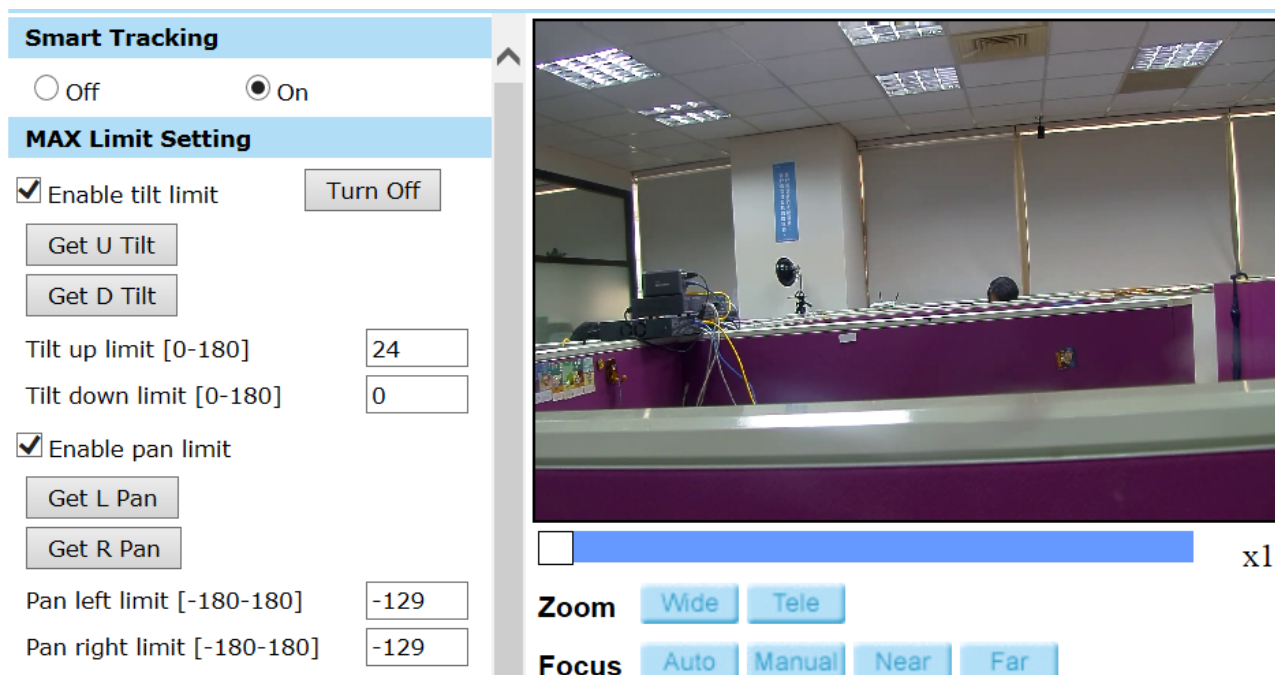 Smart Tracking
Off On
MAX Limit Setting
Enable tilt limit Turn Off
Get U Tilt
Get D Tilt
Tilt up limit [0-180] 24
Tilt down limit [0-180] 0
Enable pan limit
Get L Pan
Get R Pan
Pan left limit [-180-180] -129
Pan right limit [-180-180] -129
x1
Zoom Wide Tele
Focus Auto Manual Near Far